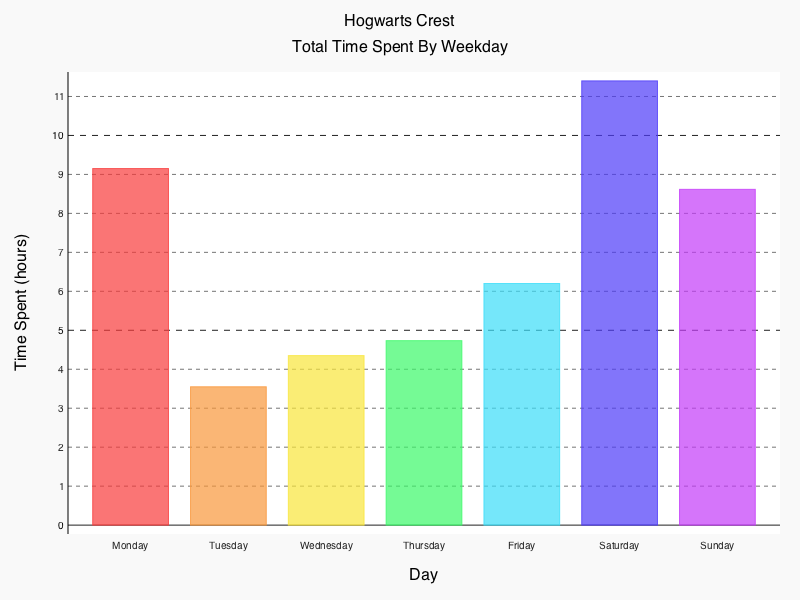 Hogwarts Crest
Total Time Spent By Weekday
Time Spent (hours)
11
10
9
8
7
6
5
4
3
2
1
0
Monday Tuesday Wednesday Thursday Friday Saturday Sunday
Day